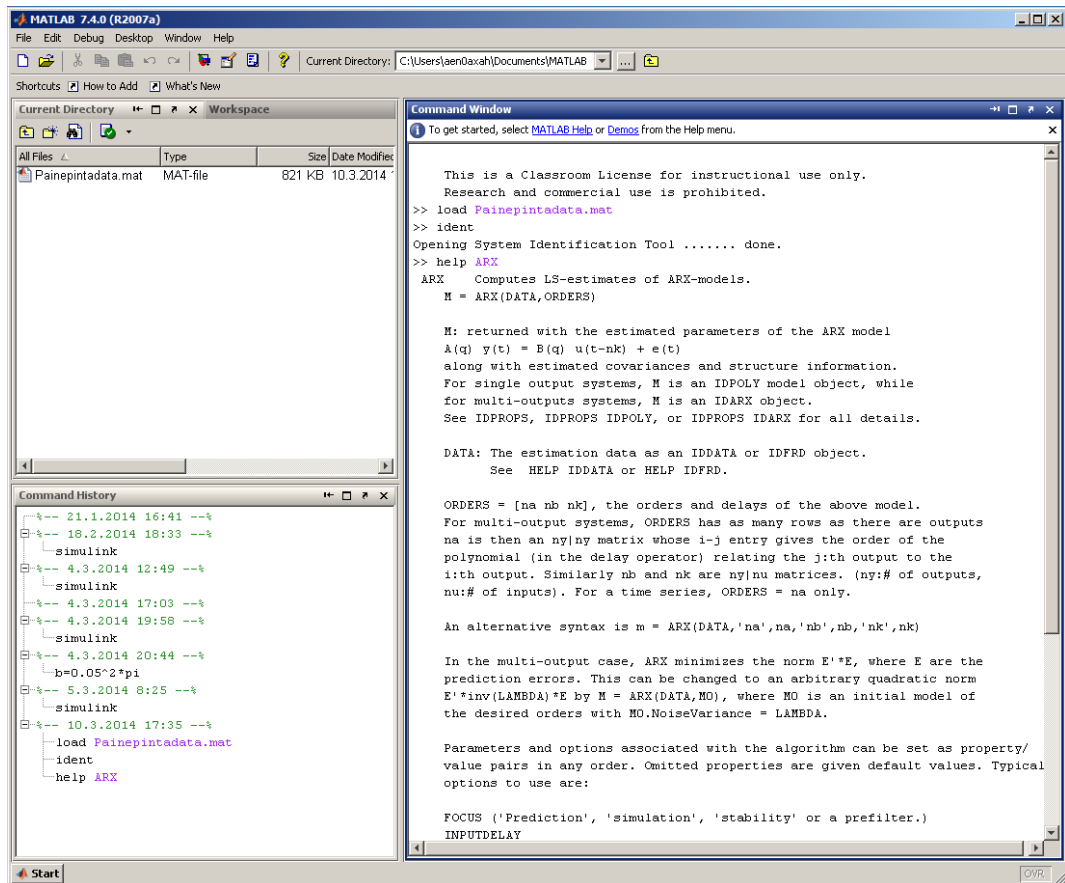 MATLAB 7.4.0 (R2007a)
File Edit Debug Desktop Window Help
Current Directory: C:\Users\aen0axah\Documents\MATLAB ...
Shortcuts How to Add What's New
Current Directory Workspace
All Files Type Size Date Modified
Painepintadata.mat MAT-file 821 KB 10.3.2014
Command History
%-- 21.1.2014 16:41 --%
%-- 18.2.2014 18:33 --%
simulink
%-- 4.3.2014 12:49 --%
simulink
%-- 4.3.2014 17:03 --%
%-- 4.3.2014 19:58 --%
simulink
%-- 4.3.2014 20:44 --%
b=0.05^2*pi
%-- 5.3.2014 8:25 --%
simulink
%-- 10.3.2014 17:35 --%
load Painepintadata.mat
ident
help ARX
Command Window
To get started, select MATLAB Help or Demos from the Help menu.
This is a Classroom License for instructional use only.
Research and commercial use is prohibited.
>> load Painepintadata.mat
>> ident
Opening System Identification Tool ....... done.
>> help ARX
ARX Computes LS-estimates of ARX-models.
M = ARX(DATA,ORDERS)
M: returned with the estimated parameters of the ARX model
A(q) y(t) = B(q) u(t-nk) + e(t)
along with estimated covariances and structure information.
For single output systems, M is an IDPOLY model object, while
for multi-outputs systems, M is an IDARX object.
See IDPROPS, IDPROPS IDPOLY, or IDPROPS IDARX for all details.
DATA: The estimation data as an IDDATA or IDFRD object.
See HELP IDDATA or HELP IDFRD.
ORDERS = [na nb nk], the orders and delays of the above model.
For multi-output systems, ORDERS has as many rows as there are outputs
na is then an ny|ny matrix whose i-j entry gives the order of the
polynomial (in the delay operator) relating the j:th output to the
i:th output. Similarly nb and nk are ny|nu matrices. (ny:# of outputs,
nu:# of inputs). For a time series, ORDERS = na only.
An alternative syntax is m = ARX(DATA,'na',na,'nb',nb,'nk',nk)
In the multi-output case, ARX minimizes the norm E'*E, where E are the
prediction errors. This can be changed to an arbitrary quadratic norm
E'*inv(LAMBDA)*E by M = ARX(DATA,M0), where M0 is an initial model of
the desired orders with M0.NoiseVariance = LAMBDA.
Parameters and options associated with the algorithm can be set as property/
value pairs in any order. Omitted properties are given default values. Typical
options to use are:
FOCUS ('Prediction', 'simulation', 'stability' or a prefilter.)
INPUTDELAY
Start
OVR